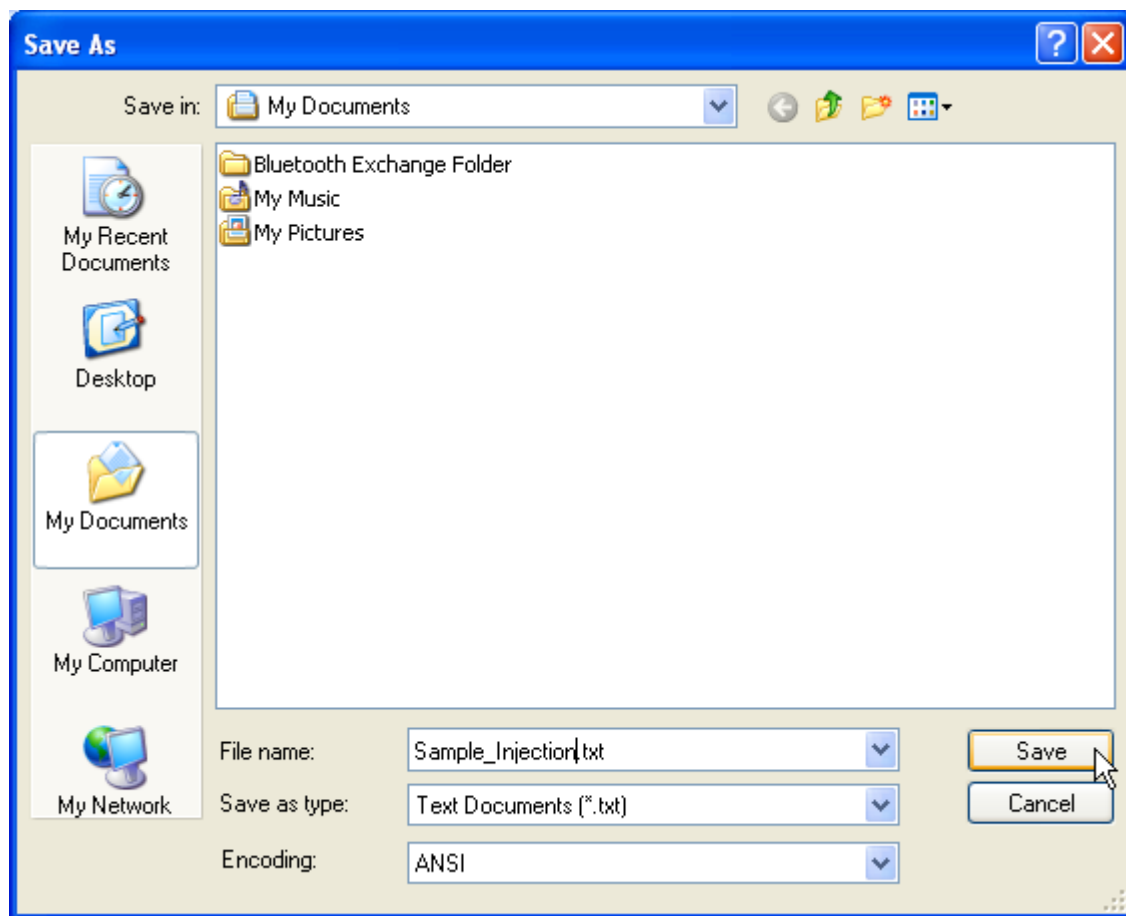 Save As
?
Save in:
My Documents
My Recent
Documents
Desktop
My Documents
My Computer
My Network
Bluetooth Exchange Folder
My Music
My Pictures
File name:
Sample_Injection.txt
Save
Save as type:
Text Documents (*.txt)
Cancel
Encoding:
ANSI